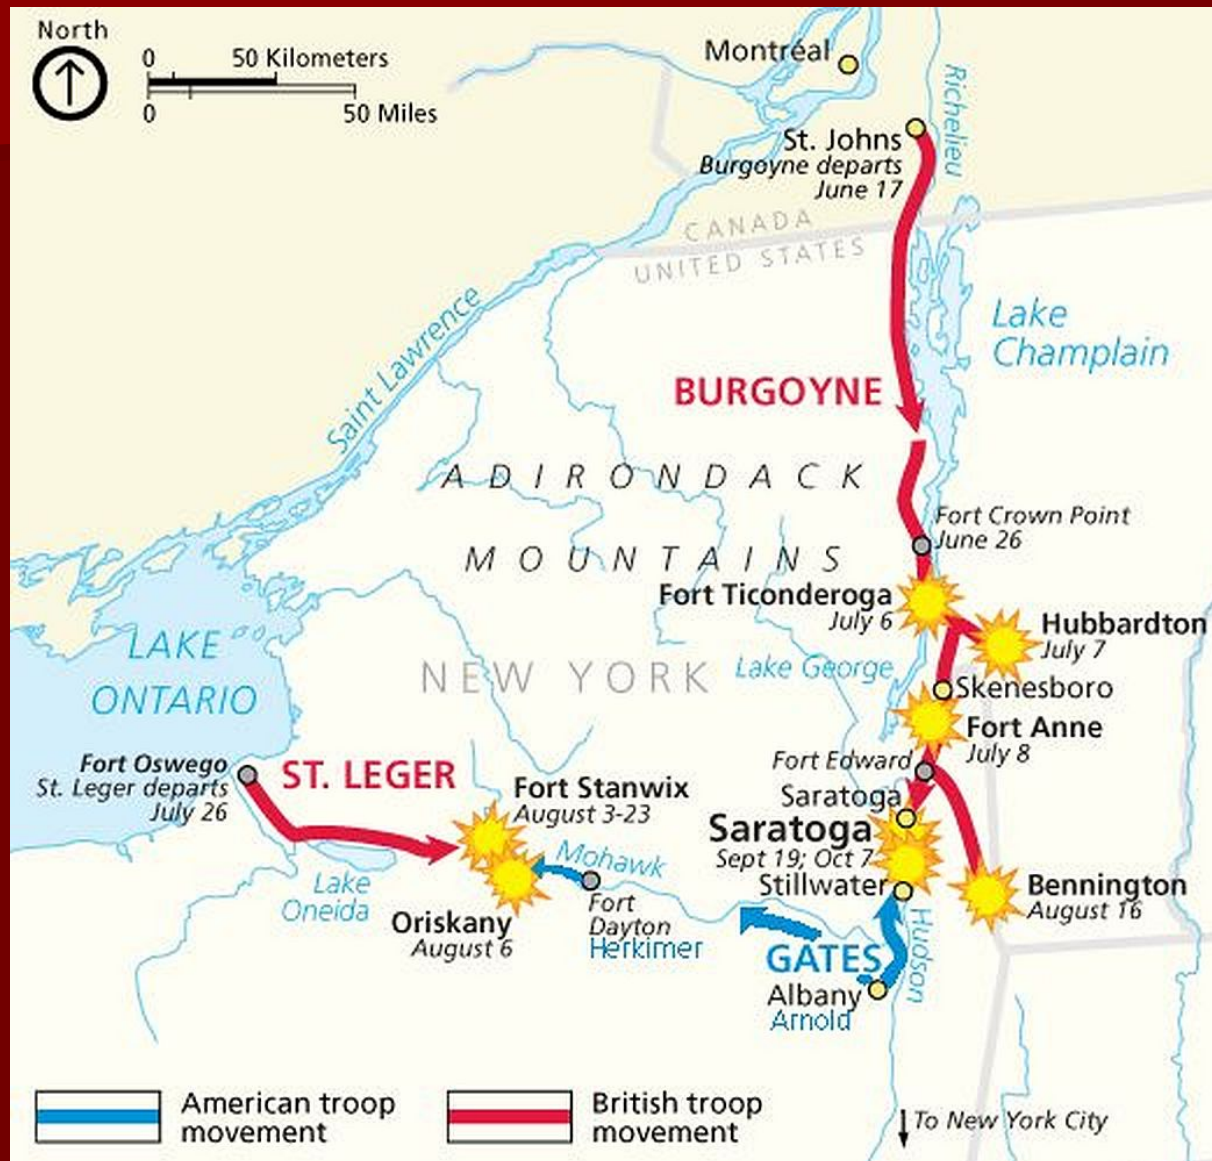 North
0 50 Kilometers
0 50 Miles
Montréal
Richelieu
St. Johns
Burgoyne departs
June 17
CANADA
UNITED STATES
Lake
Champlain
Saint Lawrence
BURGOYNE
ADIRONDACK
MOUNTAINS
Fort Crown Point
June 26
Fort Ticonderoga
July 6
Hubbardton
July 7
LAKE
ONTARIO
NEW YORK
Lake George
Skenesboro
Fort Anne
July 8
Fort Edward
Fort Oswego
St. Leger departs
July 26
ST. LEGER
Fort Stanwix
August 3-23
Saratoga
Saratoga
Sept 19; Oct 7
Stillwater
Mohawk
Lake
Oneida
Fort
Dayton
Herkimer
Oriskany
August 6
Bennington
August 16
Hudson
GATES
Albany
Arnold
American troop
movement
British troop
movement
To New York City